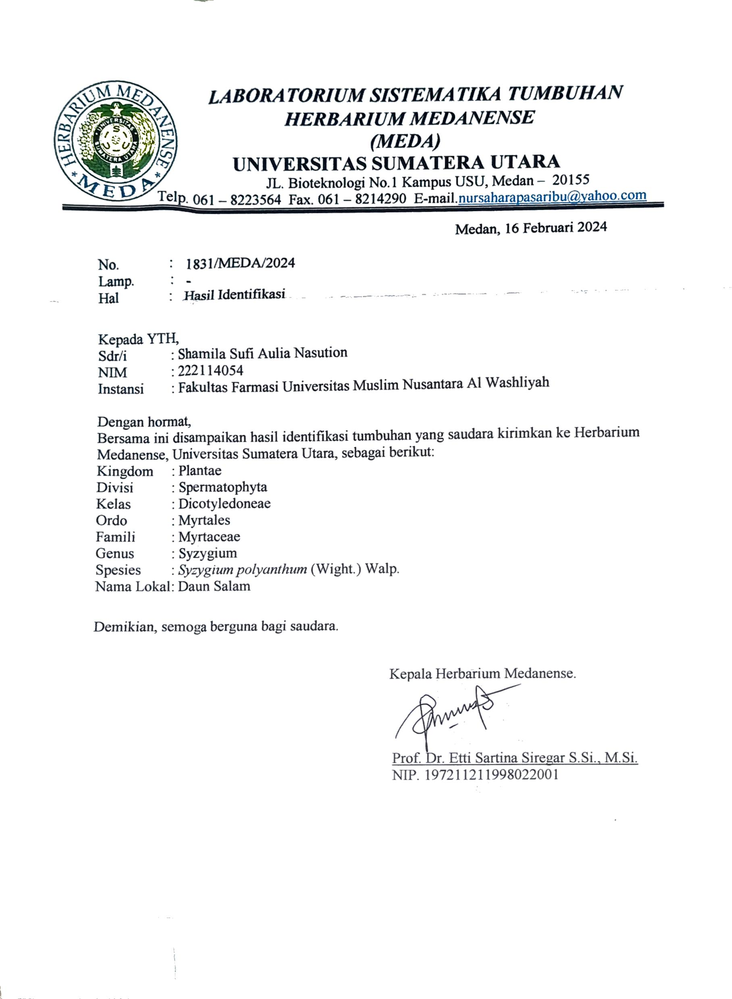 HERBARIUM MEDANENSE
UNIVERSITAS
SUMATERA UTARA
* MEDA *
LABORATORIUM SISTEMATIKA TUMBUHAN
HERBARIUM MEDANENSE
(MEDA)
UNIVERSITAS SUMATERA UTARA
JL. Bioteknologi No.1 Kampus USU, Medan – 20155
Telp. 061 – 8223564 Fax. 061 – 8214290 E-mail.nursaharapasaribu@yahoo.com
Medan, 16 Februari 2024
No. : 1831/MEDA/2024
Lamp. : -
Hal : Hasil Identifikasi
Kepada YTH,
Sdr/i : Shamila Sufi Aulia Nasution
NIM : 222114054
Instansi : Fakultas Farmasi Universitas Muslim Nusantara Al Washliyah
Dengan hormat,
Bersama ini disampaikan hasil identifikasi tumbuhan yang saudara kirimkan ke Herbarium
Medanense, Universitas Sumatera Utara, sebagai berikut:
Kingdom : Plantae
Divisi : Spermatophyta
Kelas : Dicotyledoneae
Ordo : Myrtales
Famili : Myrtaceae
Genus : Syzygium
Spesies : Syzygium polyanthum (Wight.) Walp.
Nama Lokal: Daun Salam
Demikian, semoga berguna bagi saudara.
Kepala Herbarium Medanense.
Prof. Dr. Etti Sartina Siregar S.Si., M.Si.
NIP. 197211211998022001